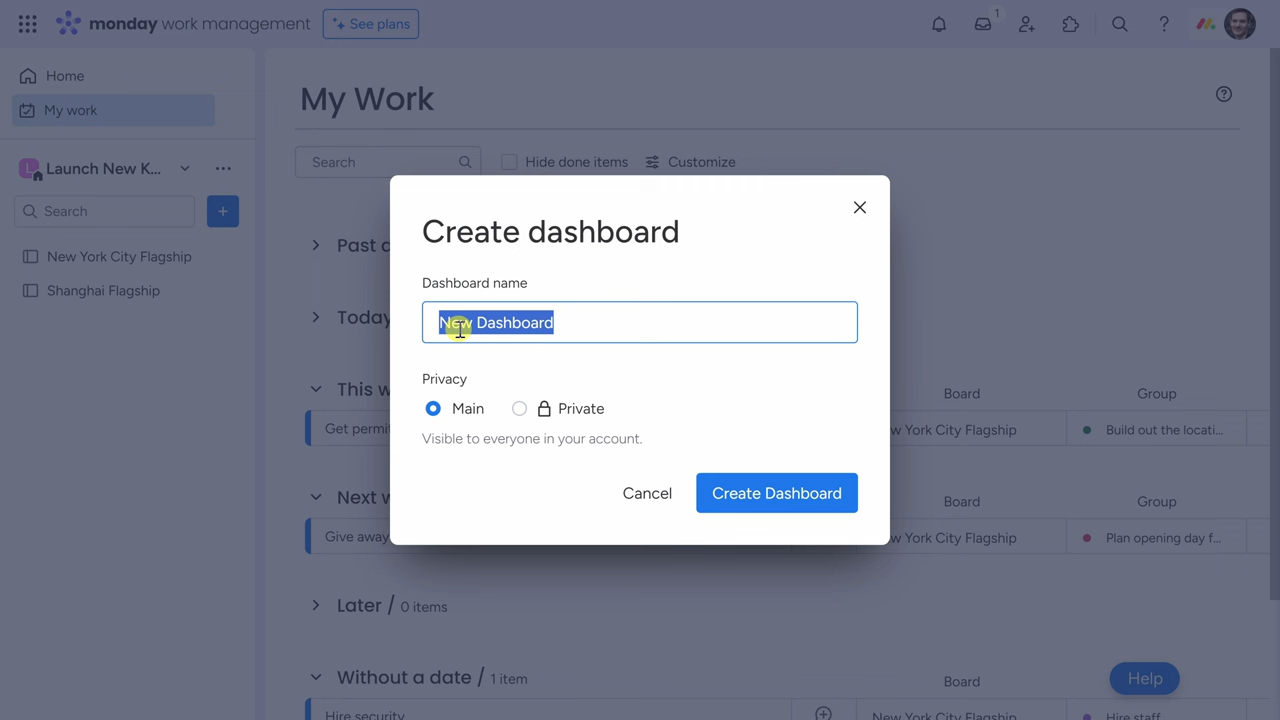 monday work management
See plans
1
Home
My work
Launch New K...
Search
New York City Flagship
Shanghai Flagship
My Work
Search
Hide done items
Customize
Past
Today
This
Board
Group
Get
New York City Flagship
Build out the locati...
Next
Board
Group
Give away
New York City Flagship
Plan opening day f...
Later / 0 items
Without a date / 1 item
Board
Hire security
New York City Flagship
Hire staff
Help
Create dashboard
Dashboard name
New Dashboard
Privacy
Main
Private
Visible to everyone in your account.
Cancel
Create Dashboard